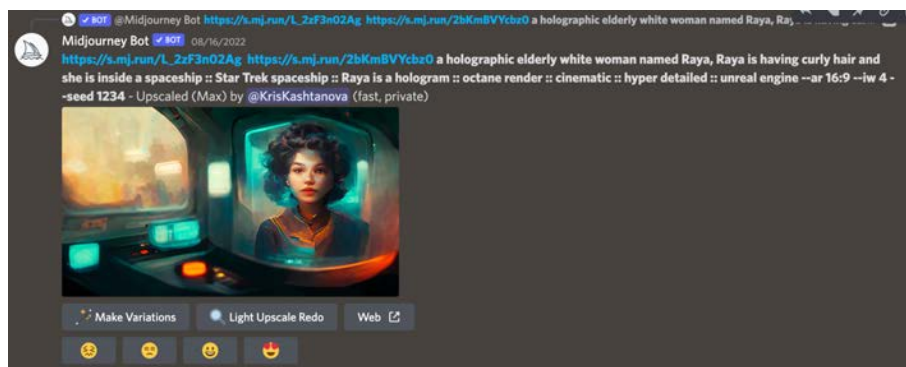 BOT @Midjourney Bot https://s.mj.run/L_2zF3n02Ag https://s.mj.run/2bKmBVYcbz0 a holographic elderly white woman named Raya,
Midjourney Bot BOT 08/16/2022
https://s.mj.run/L_2zF3n02Ag https://s.mj.run/2bKmBVYcbz0 a holographic elderly white woman named Raya, Raya is having curly hair and
she is inside a spaceship :: Star Trek spaceship :: Raya is a hologram :: octane render :: cinematic :: hyper detailed :: unreal engine --ar 16:9 --iw 4 -
-seed 1234 - Upscaled (Max) by @KrisKashtanova (fast, private)
Make Variations Light Upscale Redo Web